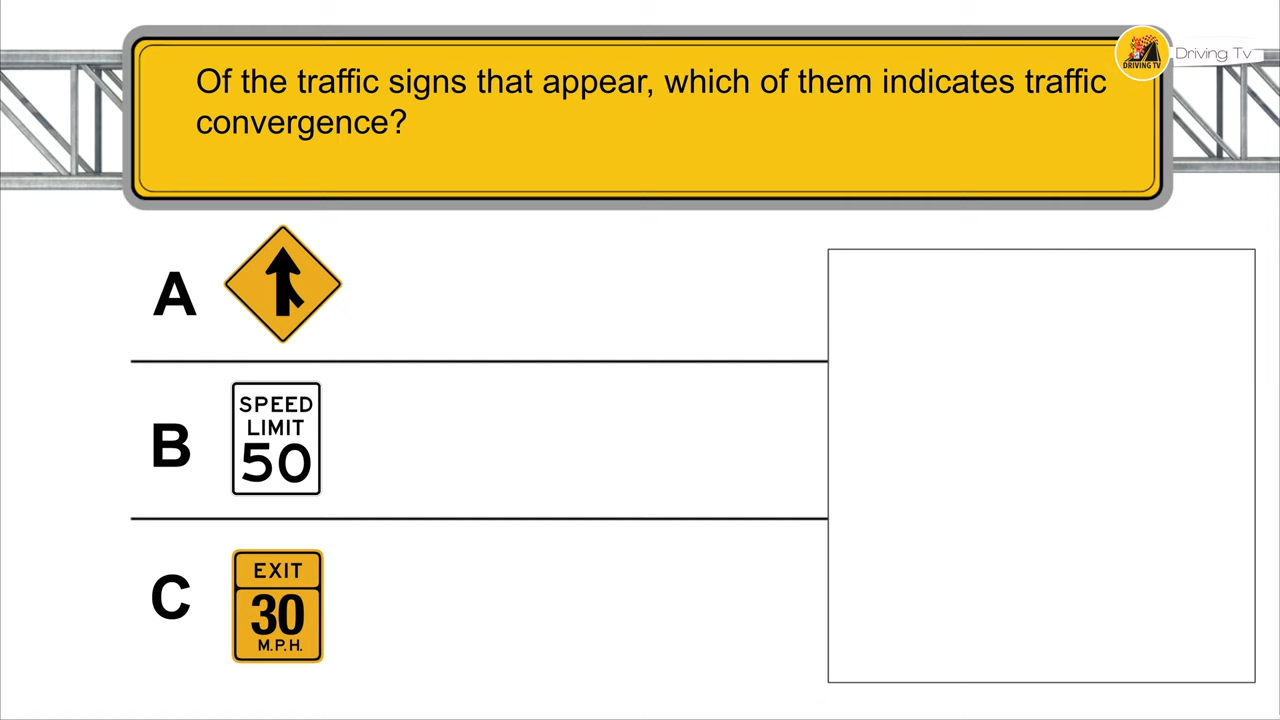 Of the traffic signs that appear, which of them indicates traffic
convergence?
DRIVING TV
Driving Tv
A
B
SPEED
LIMIT
50
C
EXIT
30
M.P.H.